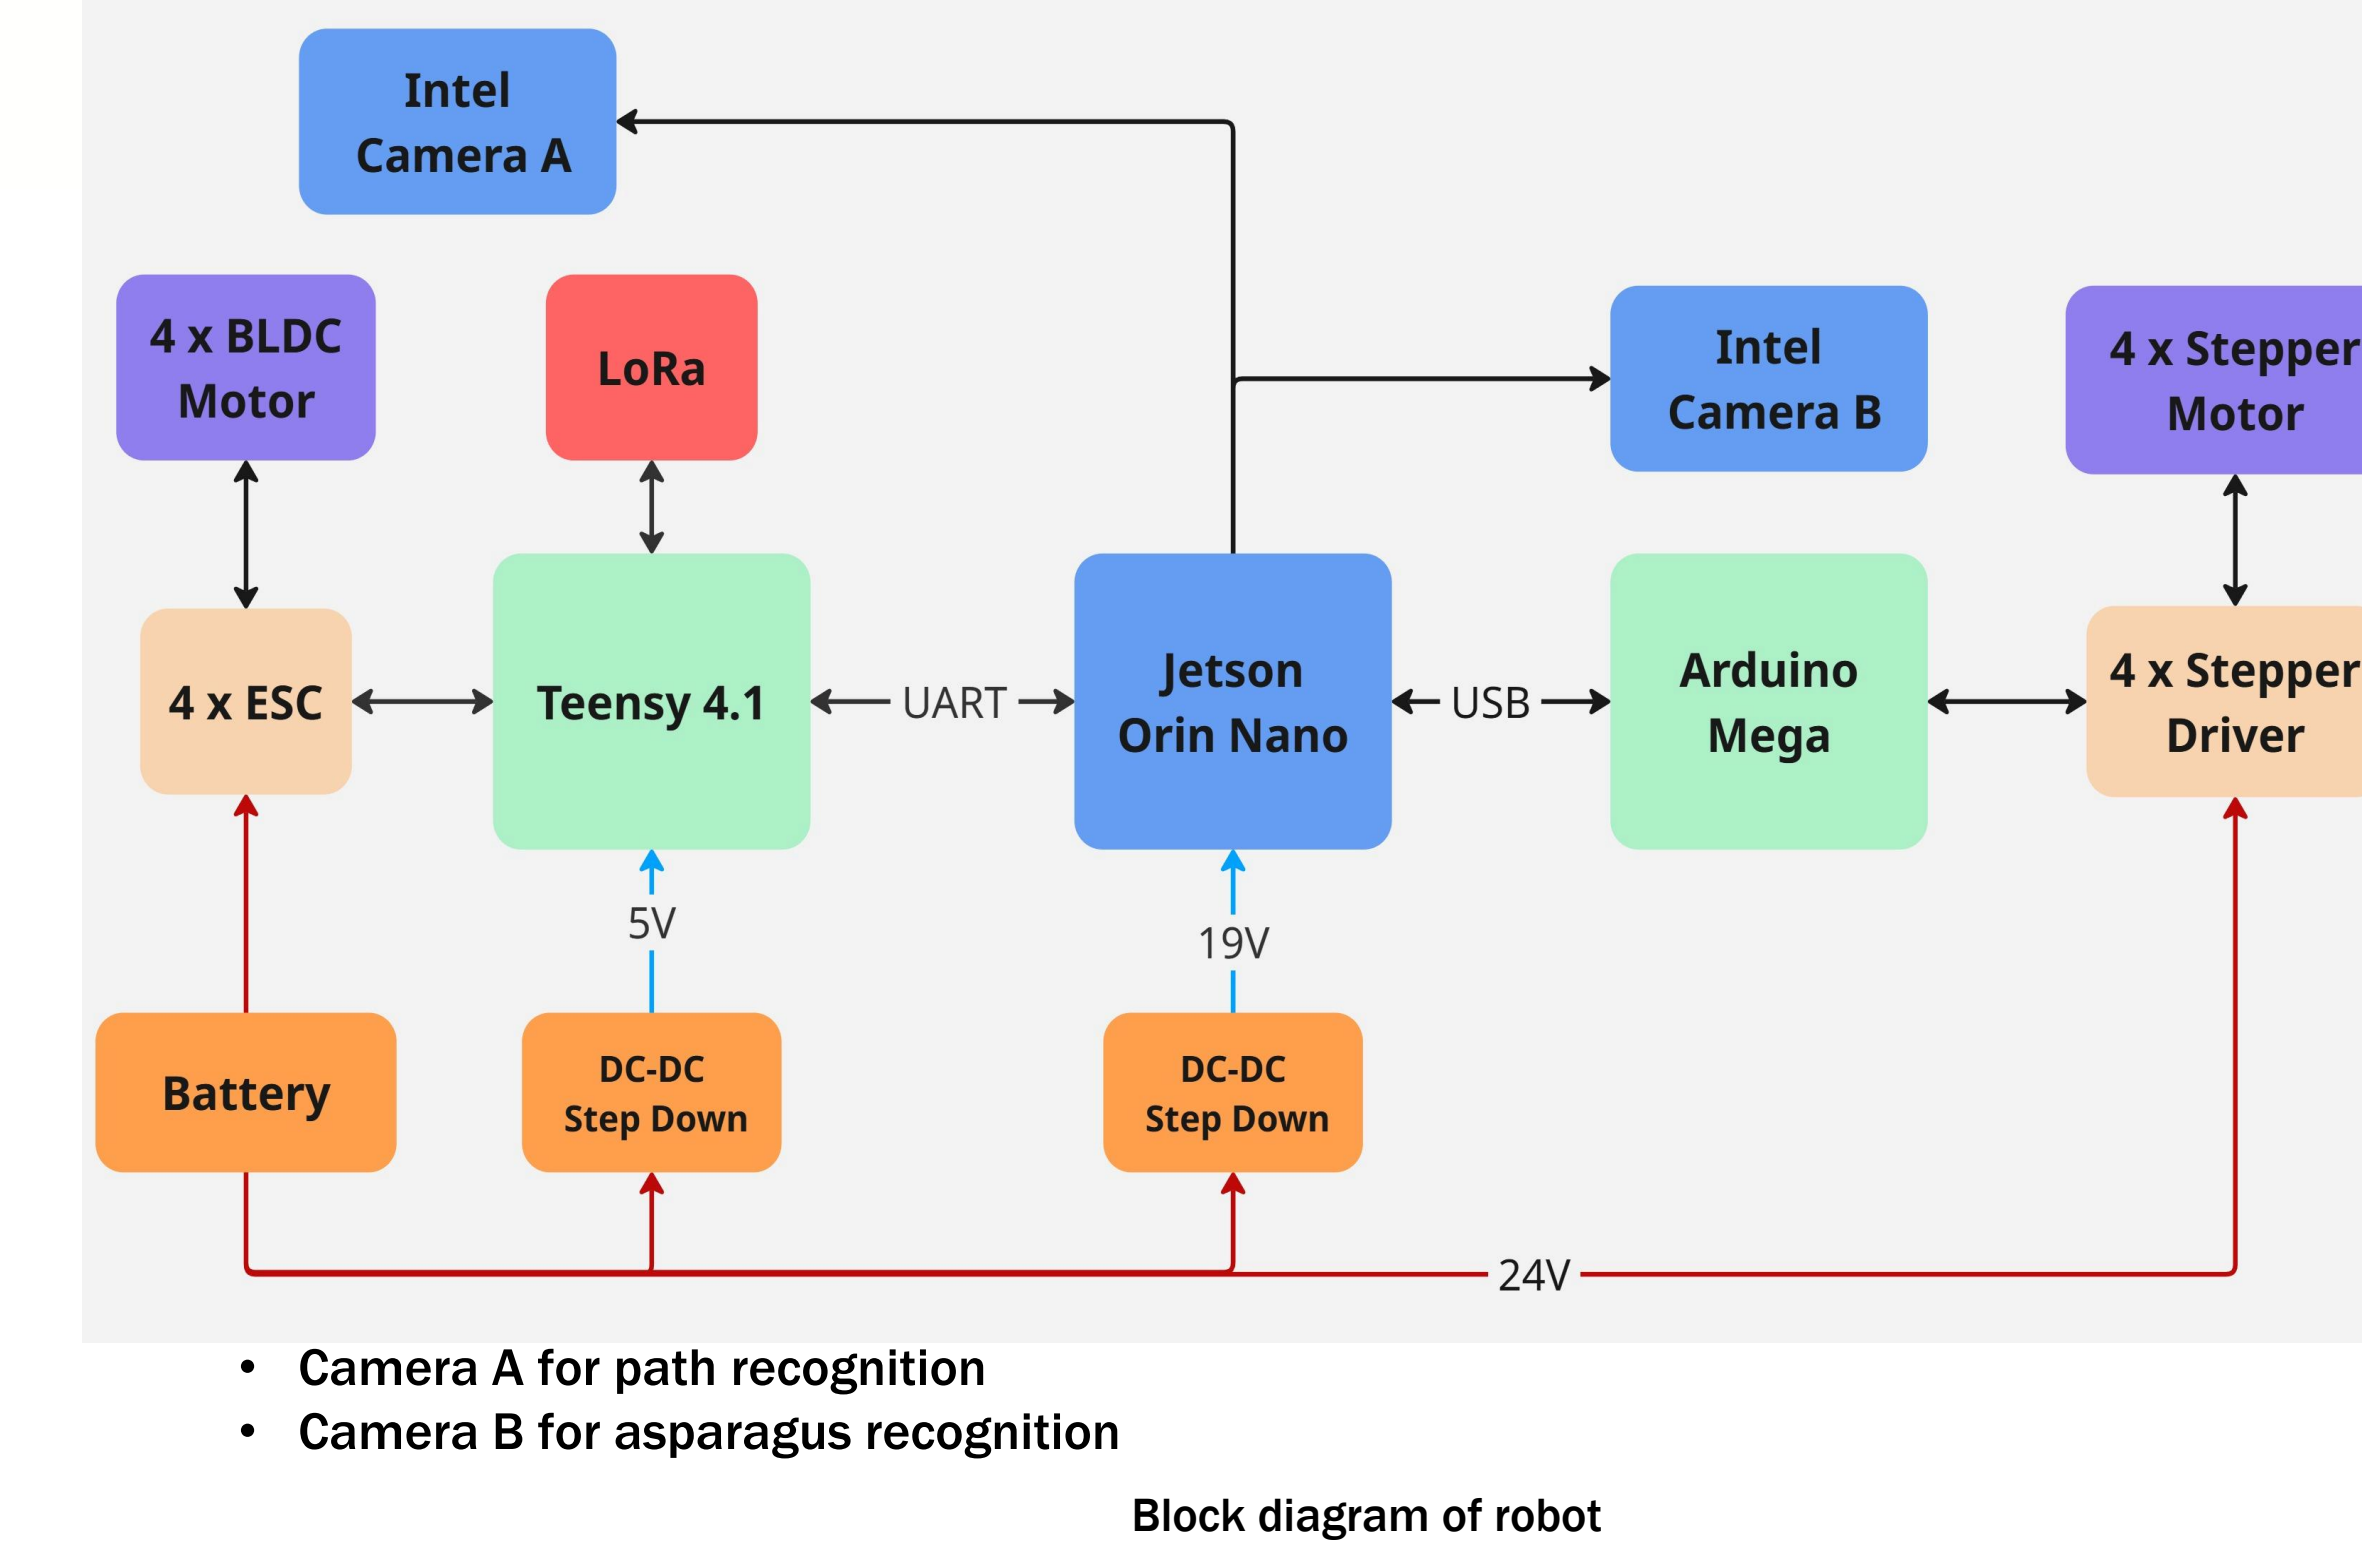 Intel
Camera A
4 x BLDC
Motor
LoRa
Intel
Camera B
4 x Stepper
Motor
4 x ESC
Teensy 4.1
UART
Jetson
Orin Nano
USB
Arduino
Mega
4 x Stepper
Driver
5V
19V
Battery
DC-DC
Step Down
DC-DC
Step Down
24V
• Camera A for path recognition
• Camera B for asparagus recognition
Block diagram of robot